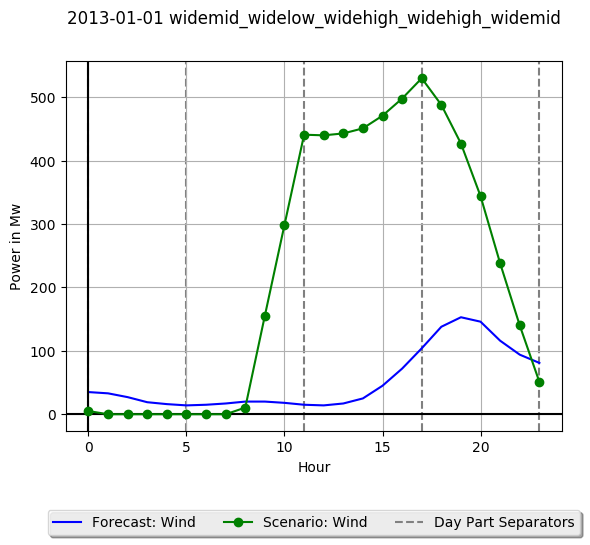 2013-01-01 widemid_widelow_widehigh_widehigh_widemid
500
400
300
200
100
0
Power in Mw
0 5 10 15 20
Hour
Forecast: Wind Scenario: Wind Day Part Separators